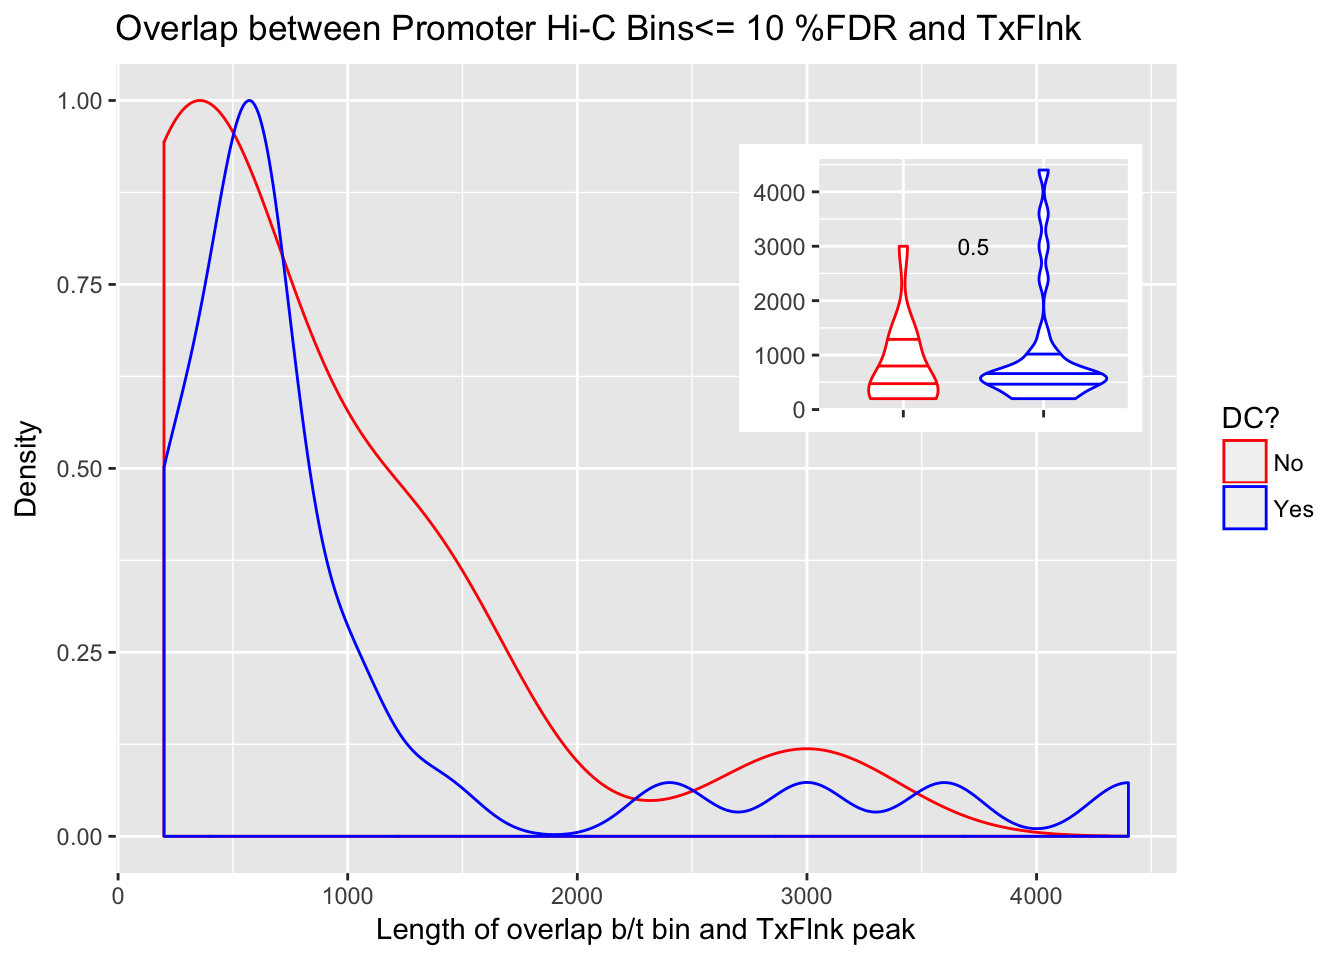 Overlap between Promoter Hi-C Bins<= 10 %FDR and TxFlnk
1.00
0.75
0.50
0.25
0.00
Density
0
1000
2000
3000
4000
Length of overlap b/t bin and TxFlnk peak
4000
3000
2000
1000
0
0.5
DC?
No
Yes